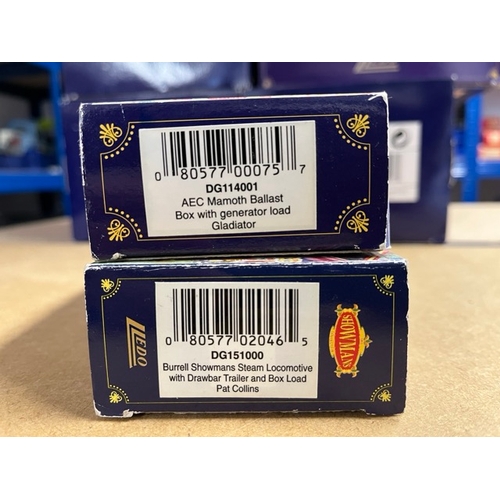 0 80577 00075 7
DG114001
AEC Mamoth Ballast
Box with generator load
Gladiator
LLEDO
0 80577 02046 5
DG151000
Burrell Showmans Steam Locomotive
with Drawbar Trailer and Box Load
Pat Collins
SHOWMANS